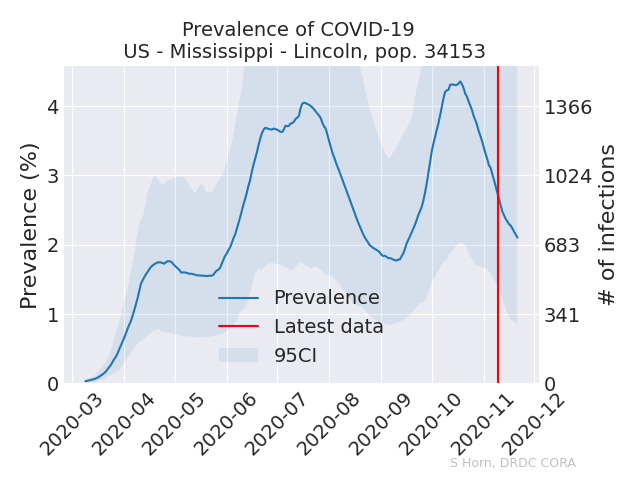 Prevalence of COVID-19
US - Mississippi - Lincoln, pop. 34153
Prevalence (%)
4
3
2
1
0
1366
1024
683
341
0
# of infections
Prevalence
Latest data
95CI
2020-03
2020-04
2020-05
2020-06
2020-07
2020-08
2020-09
2020-10
2020-11
2020-12
S Horn, DRDC CORA